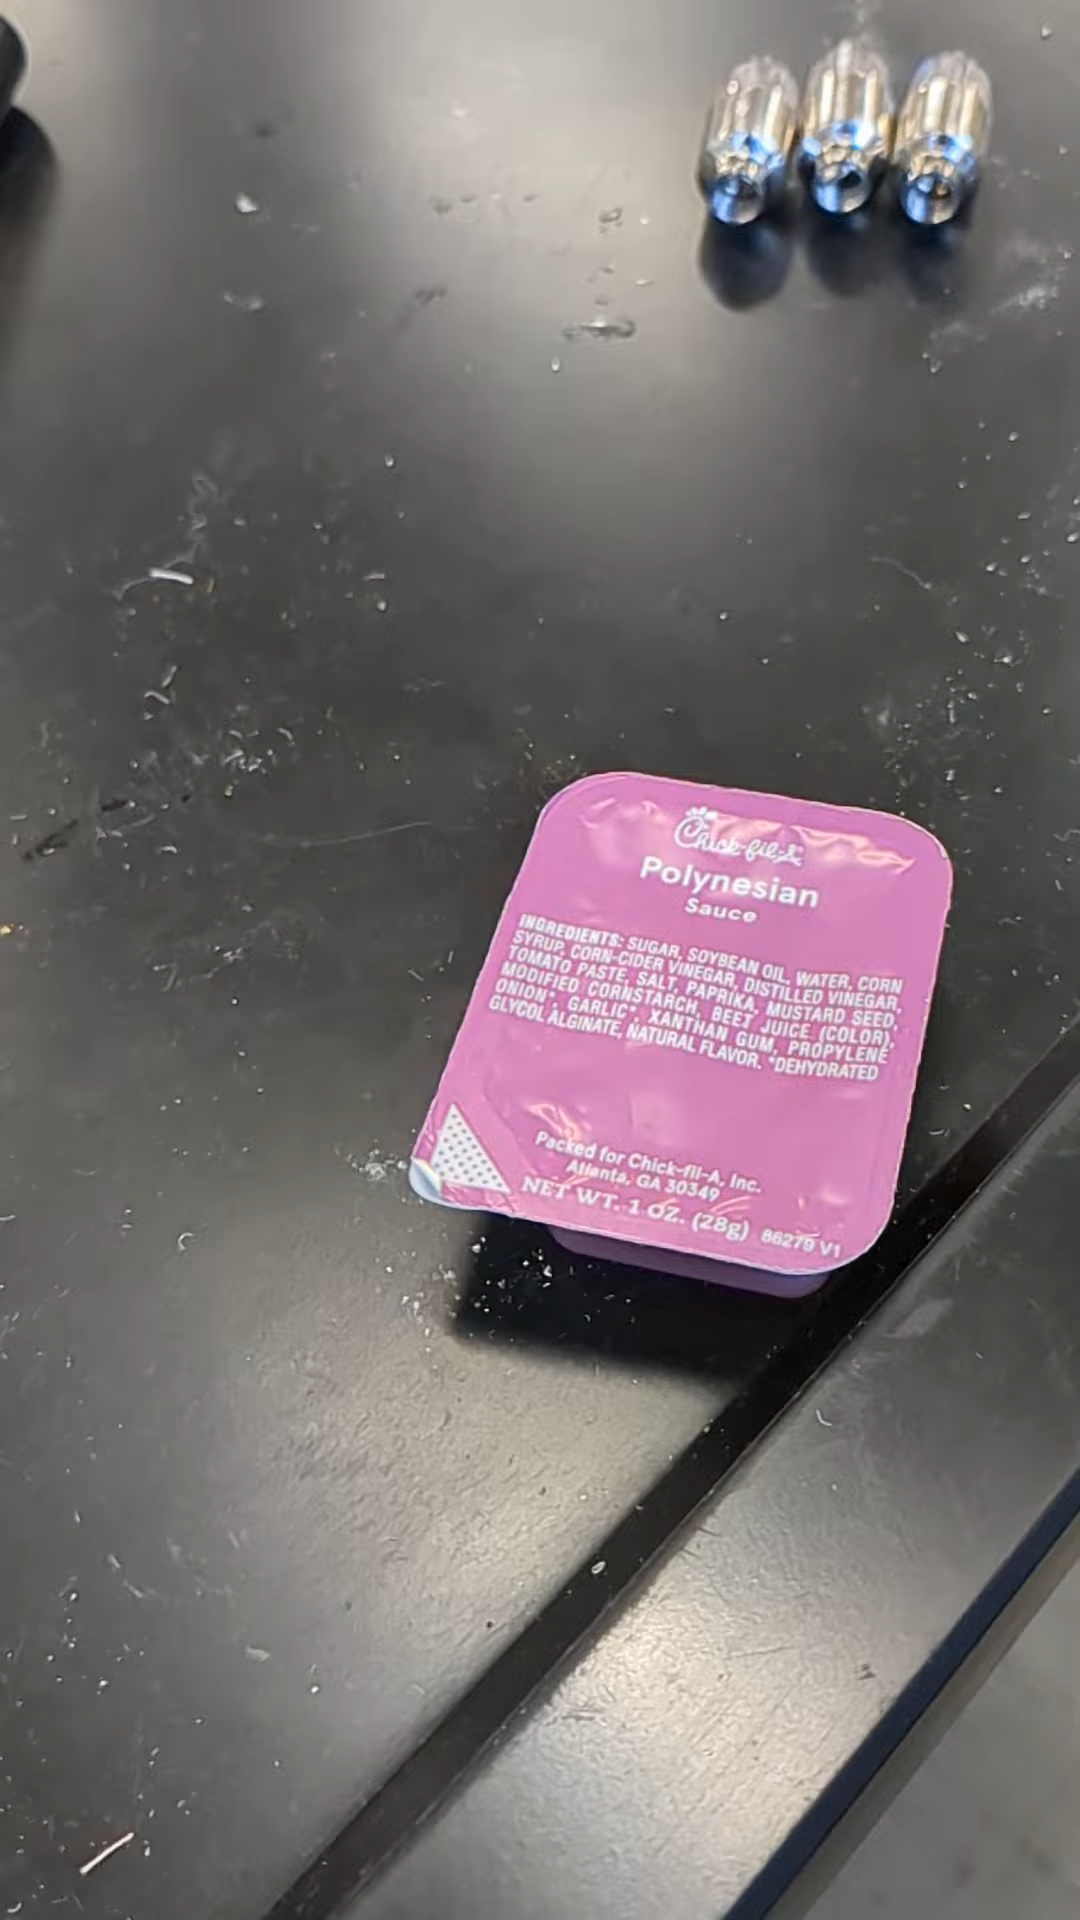 Chick-fil-A
Polynesian
Sauce
INGREDIENTS: SUGAR, SOYBEAN OIL, WATER, CORN
SYRUP, CORN-CIDER VINEGAR, DISTILLED VINEGAR,
TOMATO PASTE, SALT, PAPRIKA, MUSTARD SEED,
MODIFIED CORNSTARCH, BEET JUICE (COLOR),
ONION*, GARLIC*, XANTHAN GUM, PROPYLENE
GLYCOL ALGINATE, NATURAL FLAVOR. *DEHYDRATED
Packed for Chick-fil-A, Inc.
Atlanta, GA 30349
NET WT. 1 OZ. (28g) 86279 V1